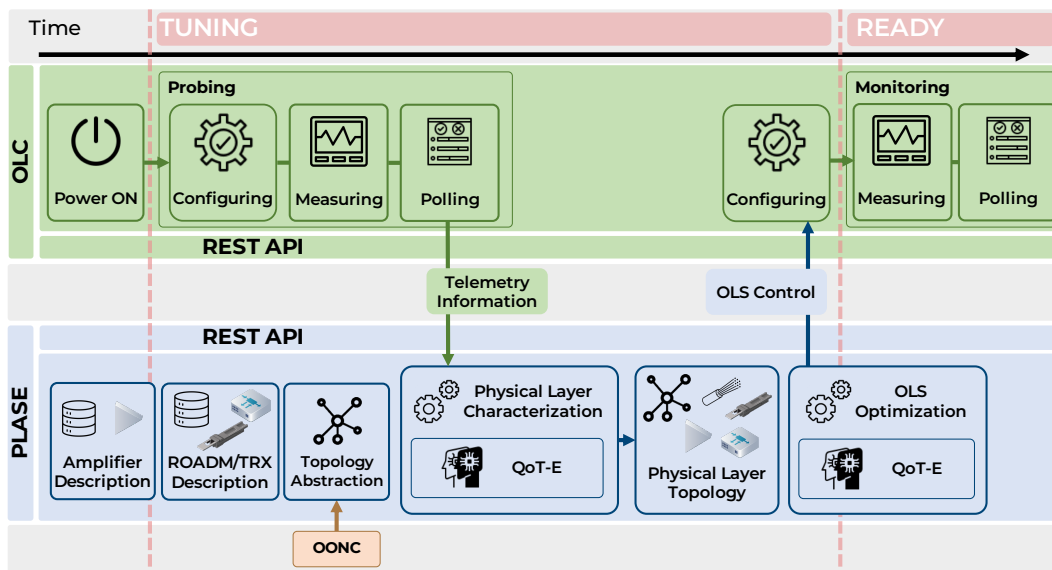 Time
TUNING
READY
OLC
Probing
Monitoring
Power ON
Configuring
Measuring
Polling
Configuring
Measuring
Polling
REST API
Telemetry
Information
OLS Control
PLASE
REST API
Amplifier
Description
ROADM/TRX
Description
Topology
Abstraction
Physical Layer
Characterization
QoT-E
Physical Layer
Topology
OLS
Optimization
QoT-E
OONC